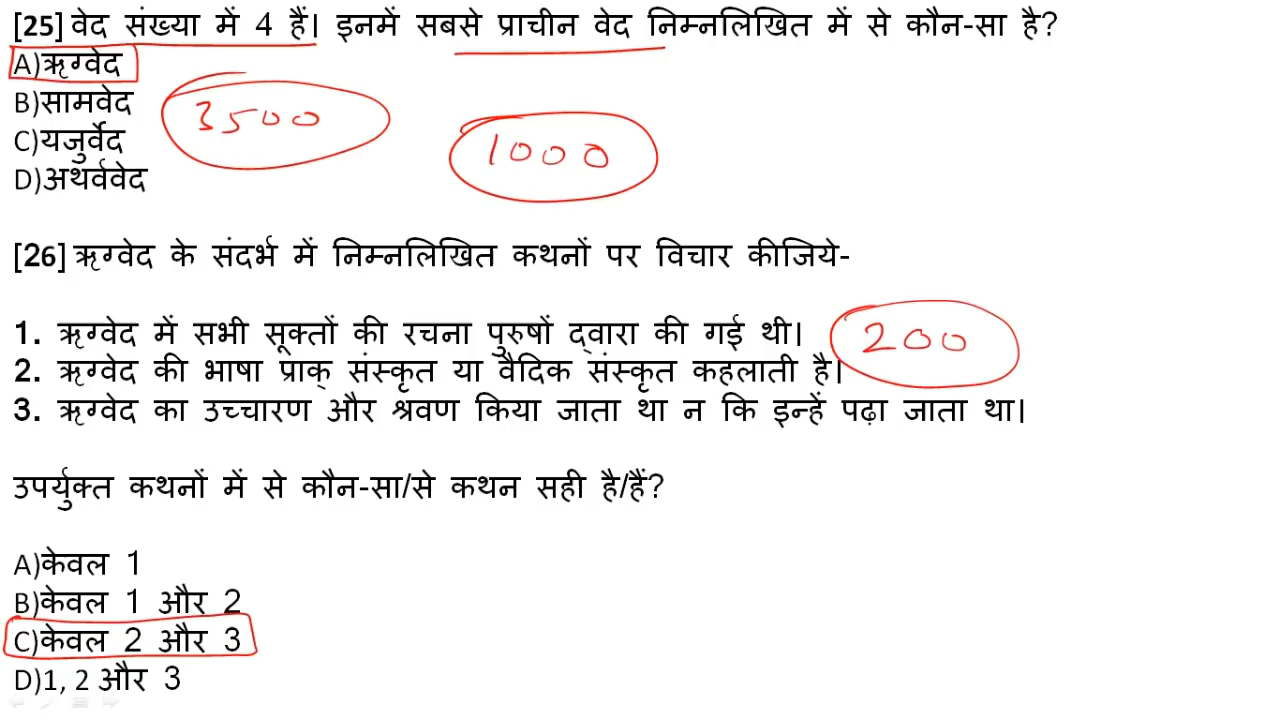 [25] वेद संख्या में 4 हैं। इनमें सबसे प्राचीन वेद निम्नलिखित में से कौन-सा है?
A)ऋग्वेद
B)सामवेद
3500
1000
C)यजुर्वेद
D)अथर्ववेद
[26] ऋग्वेद के संदर्भ में निम्नलिखित कथनों पर विचार कीजिये-
1. ऋग्वेद में सभी सूक्तों की रचना पुरुषों द्वारा की गई थी।
200
2. ऋग्वेद की भाषा प्राक् संस्कृत या वैदिक संस्कृत कहलाती है।
3. ऋग्वेद का उच्चारण और श्रवण किया जाता था न कि इन्हें पढ़ा जाता था।
उपर्युक्त कथनों में से कौन-सा/से कथन सही है/हैं?
A)केवल 1
B)केवल 1 और 2
C)केवल 2 और 3
D)1, 2 और 3